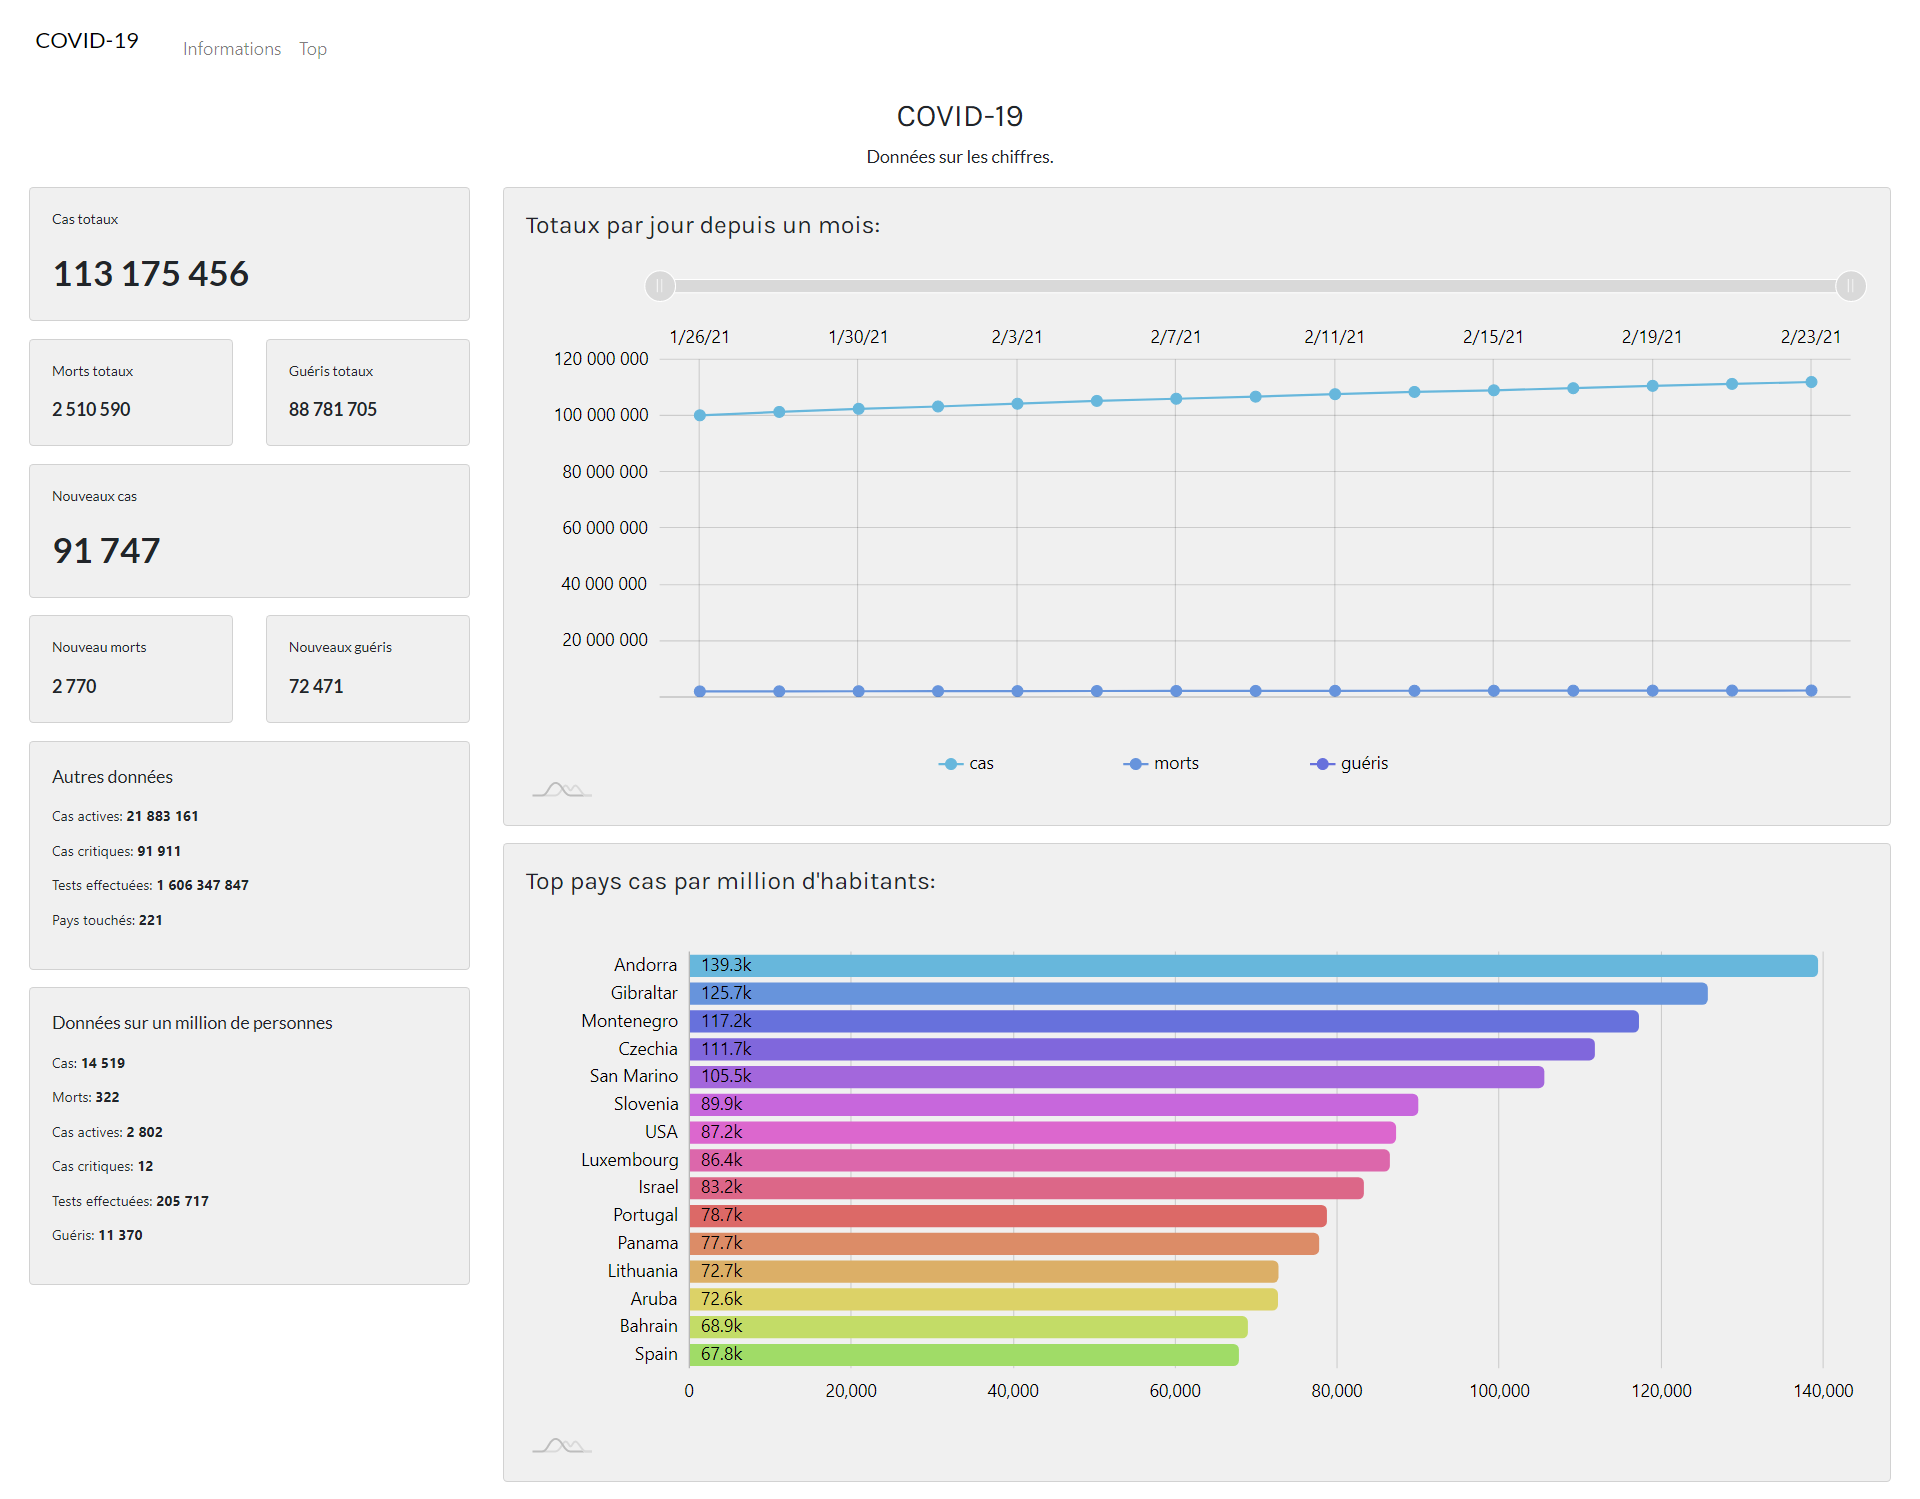 COVID-19
Informations
Top
COVID-19
Données sur les chiffres.
Cas totaux
113 175 456
Morts totaux
2 510 590
Guéris totaux
88 781 705
Nouveaux cas
91 747
Nouveau morts
2 770
Nouveaux guéris
72 471
Autres données
Cas actives: 21 883 161
Cas critiques: 91 911
Tests effectuées: 1 606 347 847
Pays touchés: 221
Données sur un million de personnes
Cas: 14 519
Morts: 322
Cas actives: 2 802
Cas critiques: 12
Tests effectuées: 205 717
Guéris: 11 370
Totaux par jour depuis un mois:
1/26/21 1/30/21 2/3/21 2/7/21 2/11/21 2/15/21 2/19/21 2/23/21
120 000 000
100 000 000
80 000 000
60 000 000
40 000 000
20 000 000
cas morts guéris
Top pays cas par million d'habitants:
Andorra 139.3k
Gibraltar 125.7k
Montenegro 117.2k
Czechia 111.7k
San Marino 105.5k
Slovenia 89.9k
USA 87.2k
Luxembourg 86.4k
Israel 83.2k
Portugal 78.7k
Panama 77.7k
Lithuania 72.7k
Aruba 72.6k
Bahrain 68.9k
Spain 67.8k
0 20,000 40,000 60,000 80,000 100,000 120,000 140,000